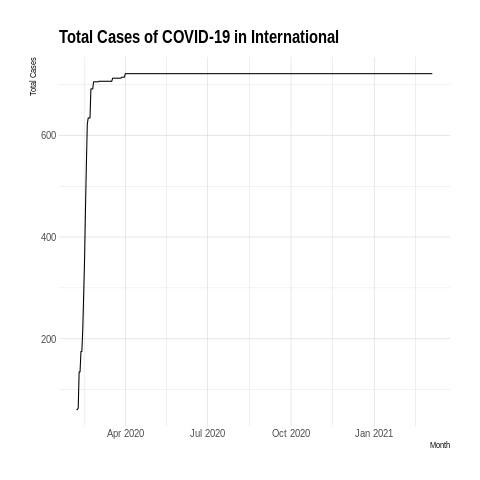 Total Cases of COVID-19 in International
Total Cases
600
400
200
Apr 2020
Jul 2020
Oct 2020
Jan 2021
Month